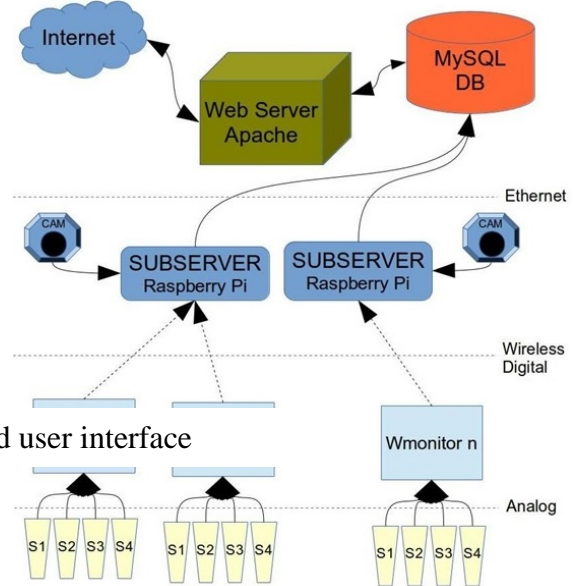 Internet
MySQL
DB
Web Server
Apache
Ethernet
CAM
CAM
SUBSERVER
Raspberry Pi
SUBSERVER
Raspberry Pi
Wireless
Digital
d user interface
Wmonitor n
Analog
S1 S2 S3 S4
S1 S2 S3 S4
S1 S2 S3 S4